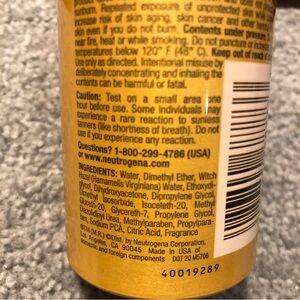 product. Repeated exposure of unprotected skin while
increase risk of skin aging, skin cancer and other
skin even if you do not burn. Contents under pressure.
near fire, heat or while smoking. Do not puncture or
temperatures below 120° F (48° C). Keep out of reach of
Use only as directed. Intentional misuse by
deliberately concentrating and inhaling the
contents can be harmful or fatal.
Caution: Test on a small area one
hour before use. Some individuals may
experience a rare reaction to sunless
tanners (like shortness of breath). Do not
use if you experience any reaction.
Questions? 1-800-299-4786 (USA)
or www.neutrogena.com
INGREDIENTS: Water, Dimethyl Ether, Witch
Hazel (Hamamelis Virginiana) Water, Ethoxydi-
Glycol, Dihydroxyacetone, Dipropylene Glycol,
Dimethyl Isosorbide, Isoceteth-20, Methyl
Gluceth-20, Glycereth-7, Propylene Glycol,
Diazolidinyl Urea, Methylparaben, Propylpara-
ben, Sodium PCA, Citric Acid, Fragrance
®TM (M.R.) ©Dist. by Neutrogena Corporation,
Los Angeles, CA 90045 Made in USA of
domestic and foreign components DOT 2Q M5706
40019289